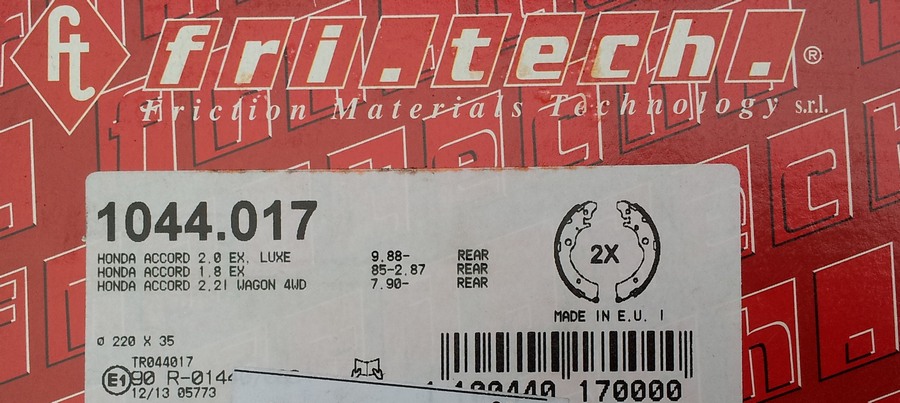 ft fri.tech. ®
Friction Materials Technology s.r.l.
1044.017
HONDA ACCORD 2.0 EX, LUXE 9.88- REAR
HONDA ACCORD 1.8 EX 85-2.87 REAR
HONDA ACCORD 2.2I WAGON 4WD 7.90- REAR
2X
MADE IN E.U. I
ø 220 X 35
TR044017
E1 90 R-0144
12/13 05773
170000